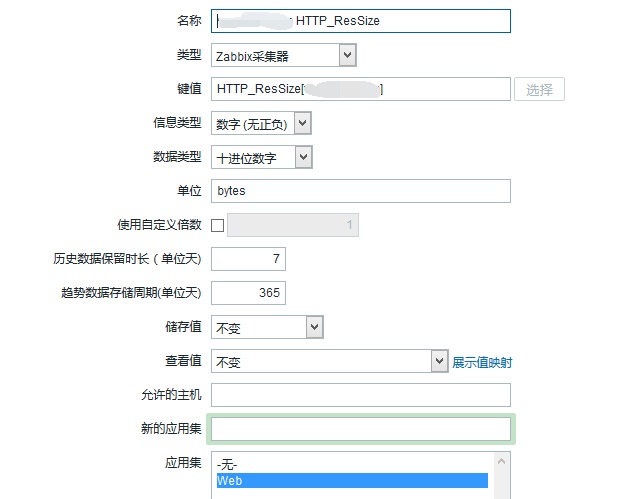 名称 HTTP_ResSize
类型 Zabbix采集器
键值 HTTP_ResSize[ ] 选择
信息类型 数字 (无正负)
数据类型 十进位数字
单位 bytes
使用自定义倍数 1
历史数据保留时长 ( 单位天) 7
趋势数据存储周期(单位天) 365
储存值 不变
查看值 不变 展示值映射
允许的主机
新的应用集
应用集 -无-
Web